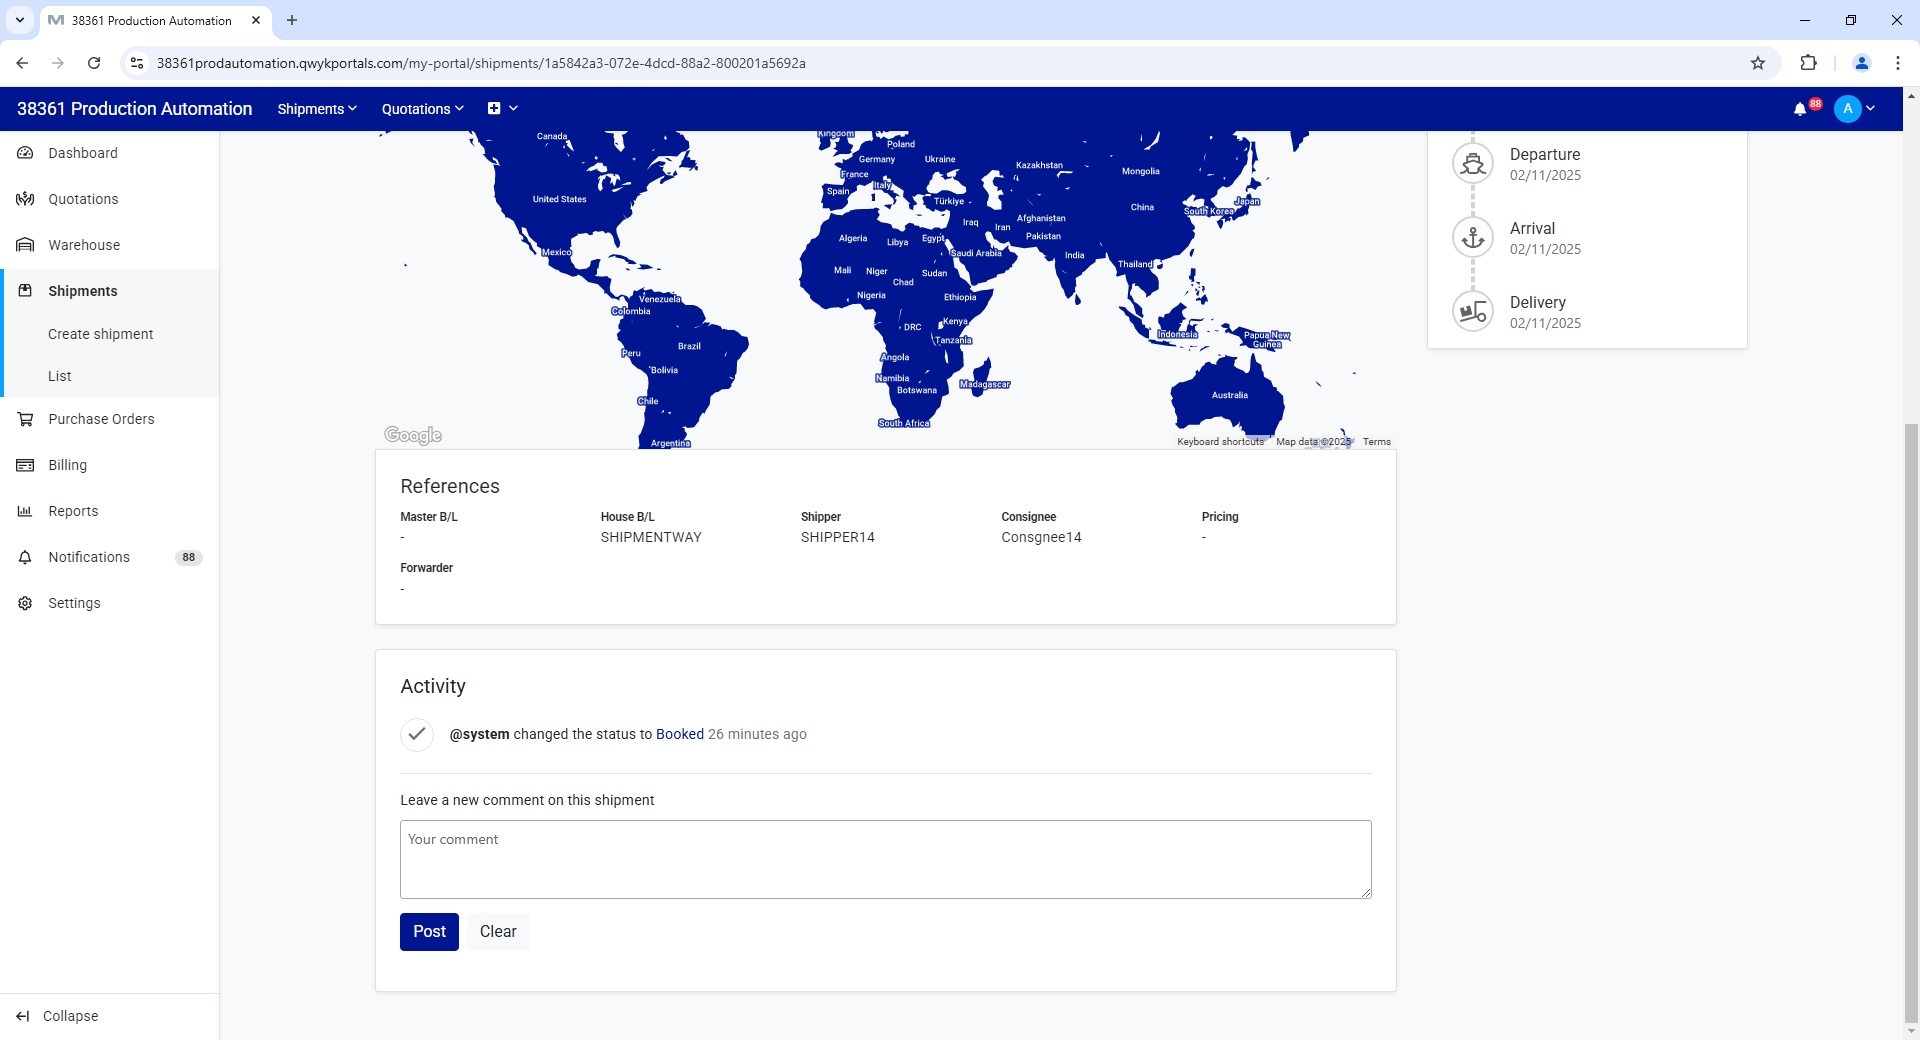 38361 Production Automation
38361prodautomation.qwykportals.com/my-portal/shipments/1a5842a3-072e-4dcd-88a2-800201a5692a
38361 Production Automation
Shipments
Quotations
88
A
Dashboard
Quotations
Warehouse
Shipments
Create shipment
List
Purchase Orders
Billing
Reports
Notifications 88
Settings
Collapse
Canada
United States
Mexico
Venezuela
Colombia
Peru
Brazil
Bolivia
Chile
Argentina
Kingdom
Poland
Germany
Ukraine
France
Italy
Spain
Türkiye
Kazakhstan
Mongolia
China
South Korea
Japan
Afghanistan
Iraq
Iran
Pakistan
Algeria
Libya
Egypt
Saudi Arabia
India
Thailand
Mali
Niger
Chad
Sudan
Nigeria
Ethiopia
DRC
Kenya
Tanzania
Indonesia
Papua New
Guinea
Angola
Namibia
Botswana
Madagascar
South Africa
Australia
Google
Keyboard shortcuts
Map data ©2025
Terms
Departure
02/11/2025
Arrival
02/11/2025
Delivery
02/11/2025
References
Master B/L
-
House B/L
SHIPMENTWAY
Shipper
SHIPPER14
Consignee
Consgnee14
Pricing
-
Forwarder
-
Activity
@system changed the status to Booked 26 minutes ago
Leave a new comment on this shipment
Your comment
Post
Clear